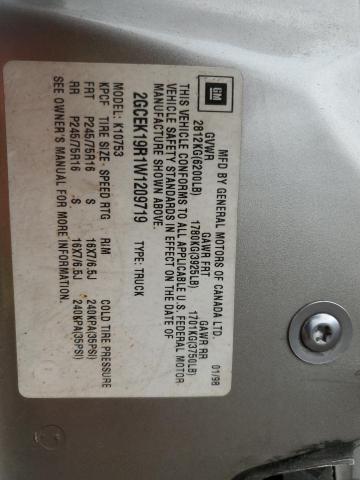 GM
MFD BY GENERAL MOTORS OF CANADA LTD. 01/98
GVWR GAWR FRT GAWR RR
2812KG(6200LB) 1780KG(3925LB) 1701KG(3750LB)
THIS VEHICLE CONFORMS TO ALL APPLICABLE U.S. FEDERAL MOTOR
VEHICLE SAFETY STANDARDS IN EFFECT ON THE DATE OF
MANUFACTURE SHOWN ABOVE.
2GCEK19R1W1209719 TYPE: TRUCK
MODEL: K10753
KPCF TIRE SIZE SPEED RTG RIM COLD TIRE PRESSURE
FRT P245/75R16 S 16X7/6.5J 240KPA(35PSI)
RR P245/75R16 S 16X7/6.5J 240KPA(35PSI)
SEE OWNER'S MANUAL FOR MORE INFORMATION.